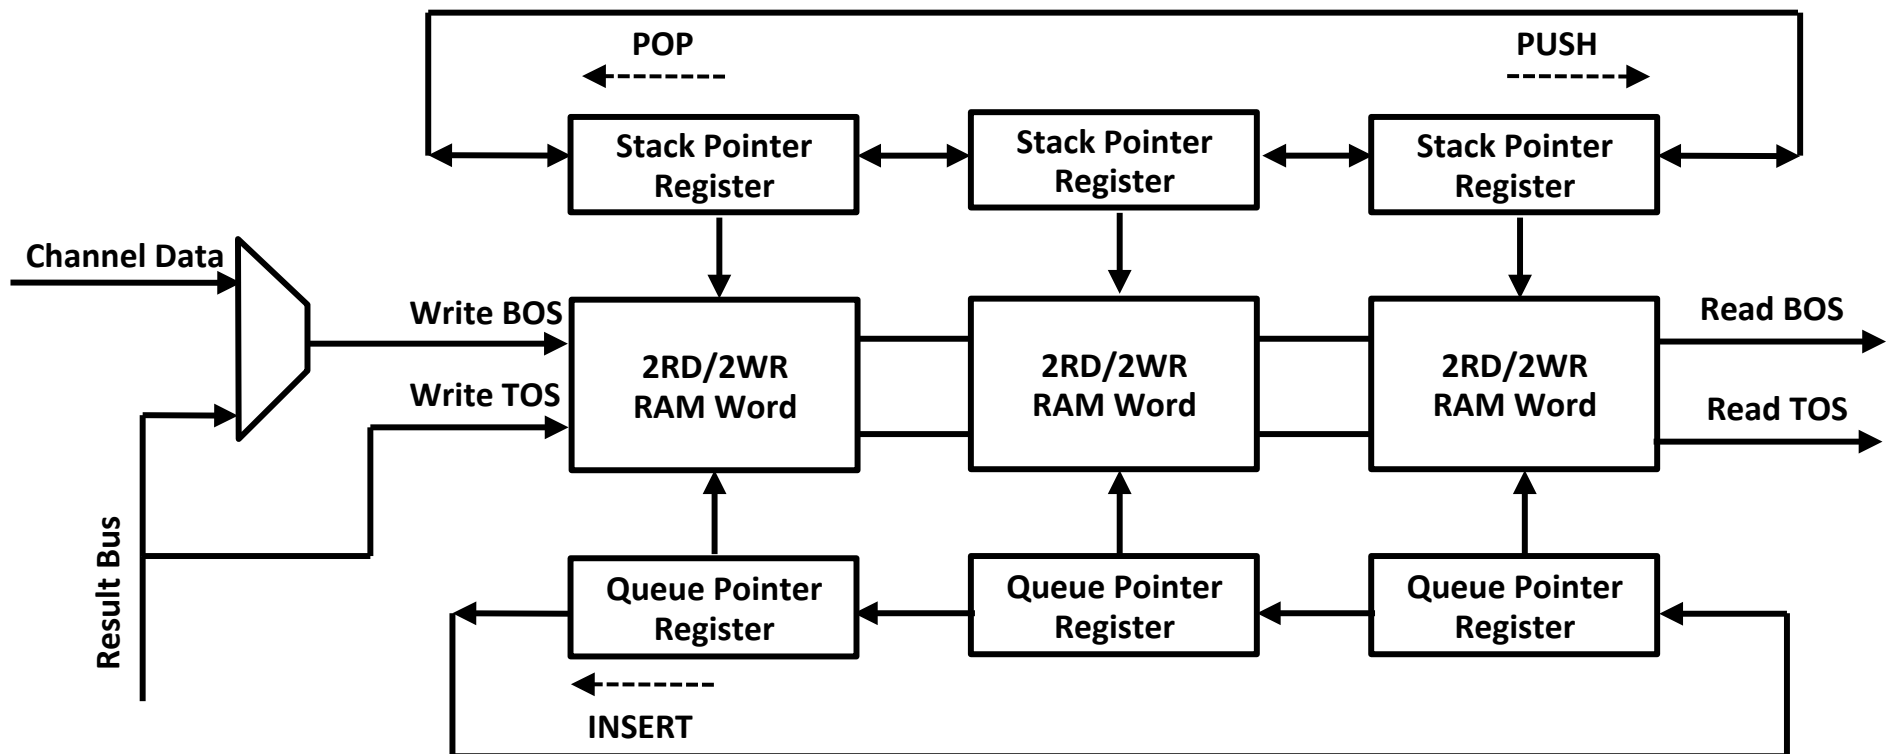 POP
PUSH
Stack Pointer
Register
Stack Pointer
Register
Stack Pointer
Register
Channel Data
Write BOS
Write TOS
2RD/2WR
RAM Word
2RD/2WR
RAM Word
2RD/2WR
RAM Word
Read BOS
Read TOS
Result Bus
Queue Pointer
Register
Queue Pointer
Register
Queue Pointer
Register
INSERT